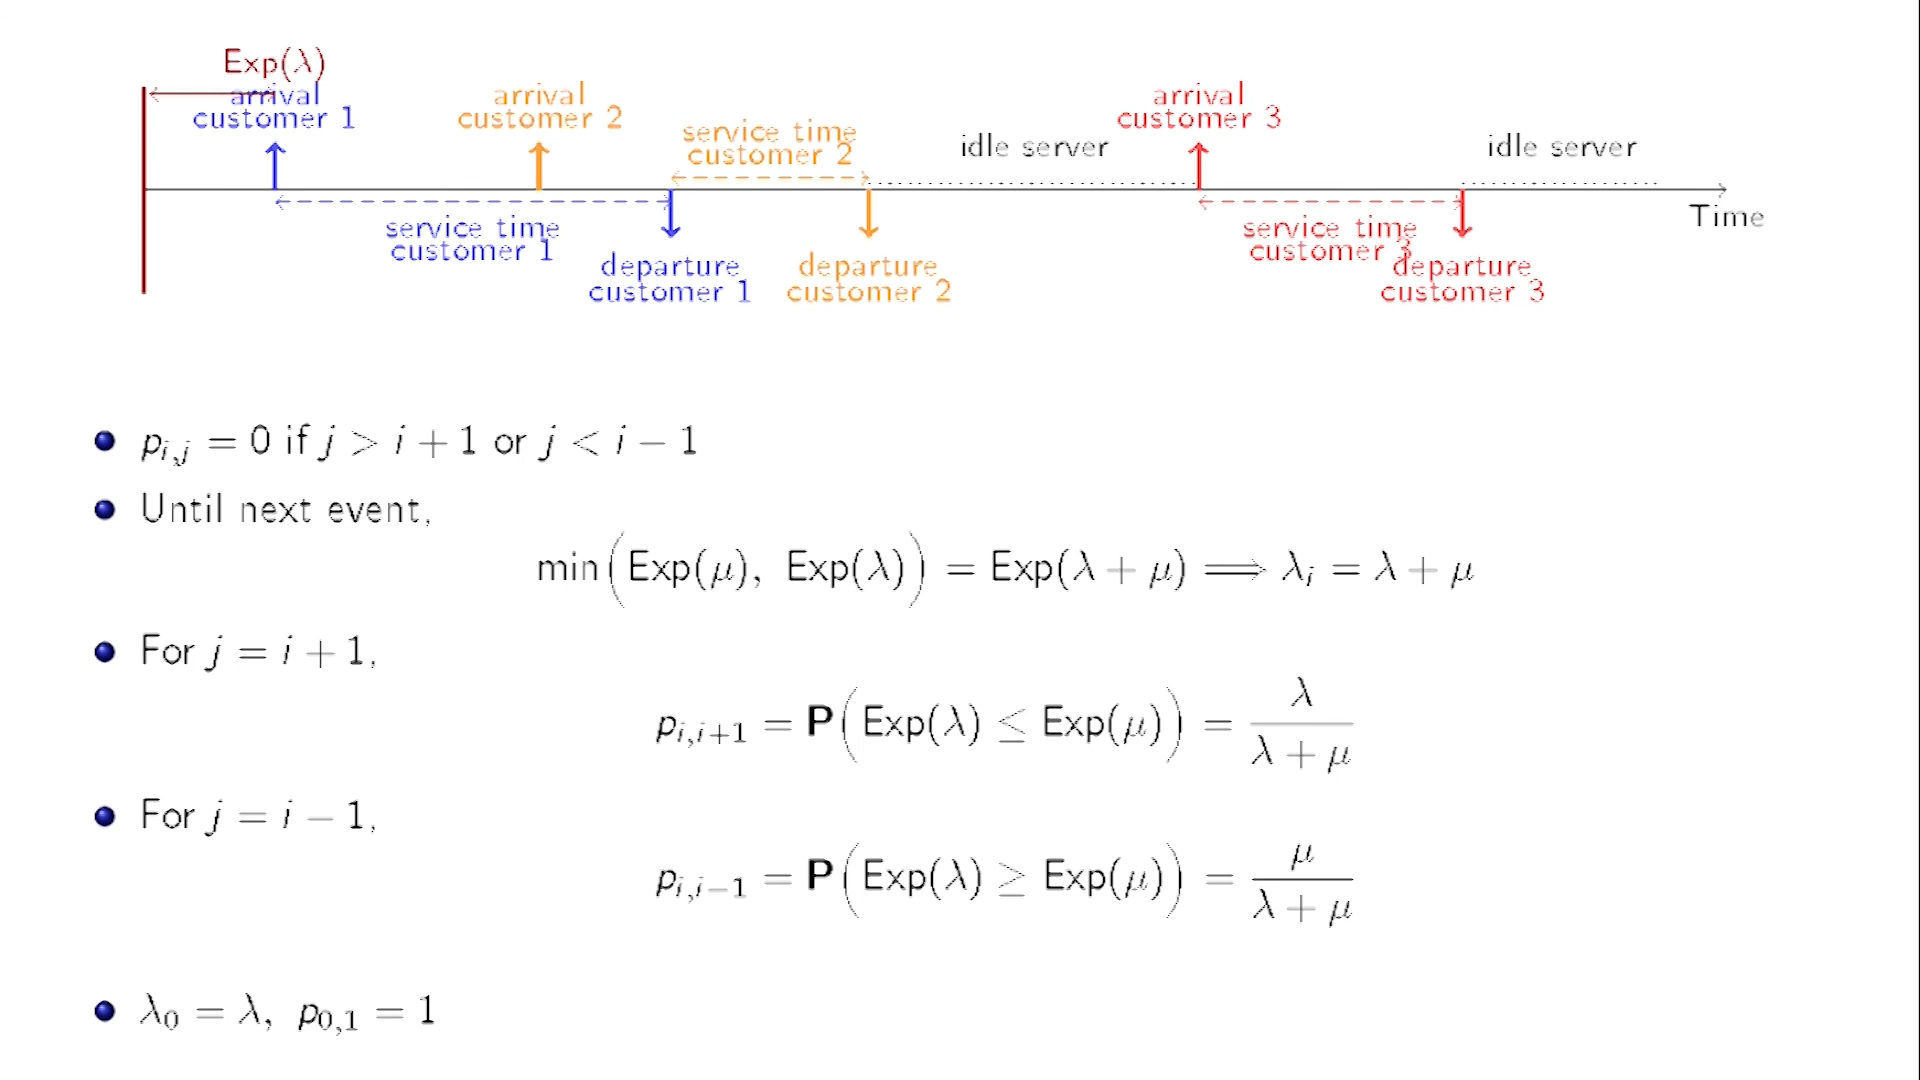 Exp(λ)
arrival
customer 1
arrival
customer 2
service time
customer 2
idle server
arrival
customer 3
idle server
Time
service time
customer 1
departure
customer 1
departure
customer 2
service time
customer 3
departure
customer 3
p_{i,j} = 0 if j > i + 1 or j < i − 1
Until next event,
min(Exp(μ), Exp(λ)) = Exp(λ + μ) ⟹ λ_i = λ + μ
For j = i + 1,
p_{i,i+1} = P(Exp(λ) ≤ Exp(μ)) = λ / (λ + μ)
For j = i − 1,
p_{i,i−1} = P(Exp(λ) ≥ Exp(μ)) = μ / (λ + μ)
λ_0 = λ, p_{0,1} = 1